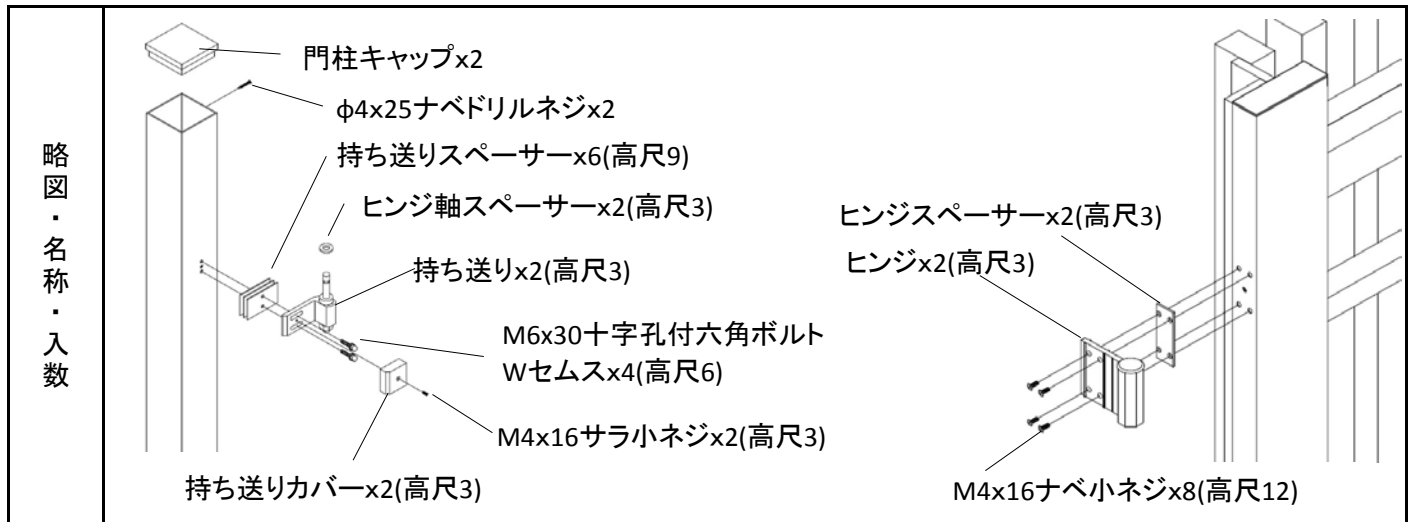 略図・名称・入数
門柱キャップx2
φ4x25ナベドリルネジx2
持ち送りスペーサーx6(高尺9)
ヒンジ軸スペーサーx2(高尺3)
持ち送りx2(高尺3)
M6x30十字孔付六角ボルト
Wセムスx4(高尺6)
M4x16サラ小ネジx2(高尺3)
持ち送りカバーx2(高尺3)
ヒンジスペーサーx2(高尺3)
ヒンジx2(高尺3)
M4x16ナベ小ネジx8(高尺12)